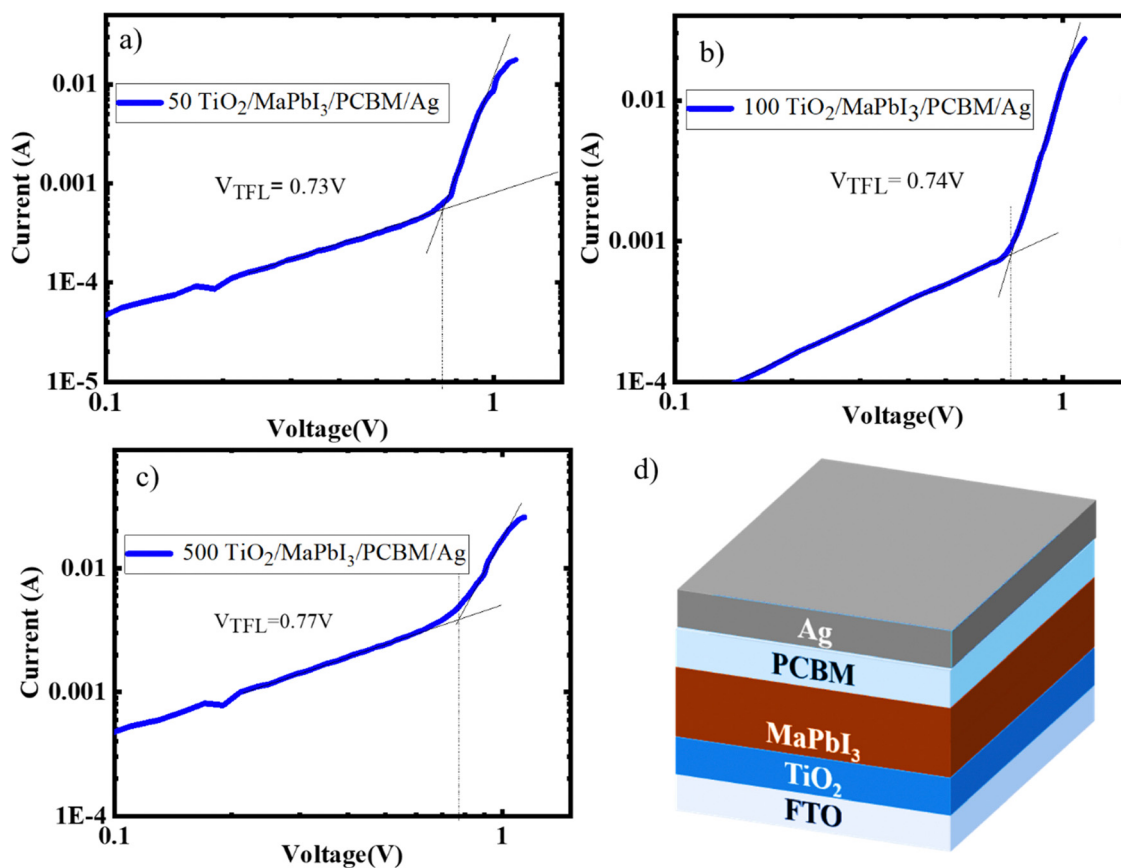 a)
0.01
50 TiO₂/MaPbI₃/PCBM/Ag
V_TFL = 0.73V
0.001
1E-4
1E-5
Current (A)
0.1
1
Voltage(V)
b)
0.01
100 TiO₂/MaPbI₃/PCBM/Ag
V_TFL= 0.74V
0.001
1E-4
Current (A)
0.1
1
Voltage(V)
c)
500 TiO₂/MaPbI₃/PCBM/Ag
0.01
V_TFL=0.77V
0.001
1E-4
Current (A)
0.1
1
Voltage(V)
d)
Ag
PCBM
MaPbI₃
TiO₂
FTO